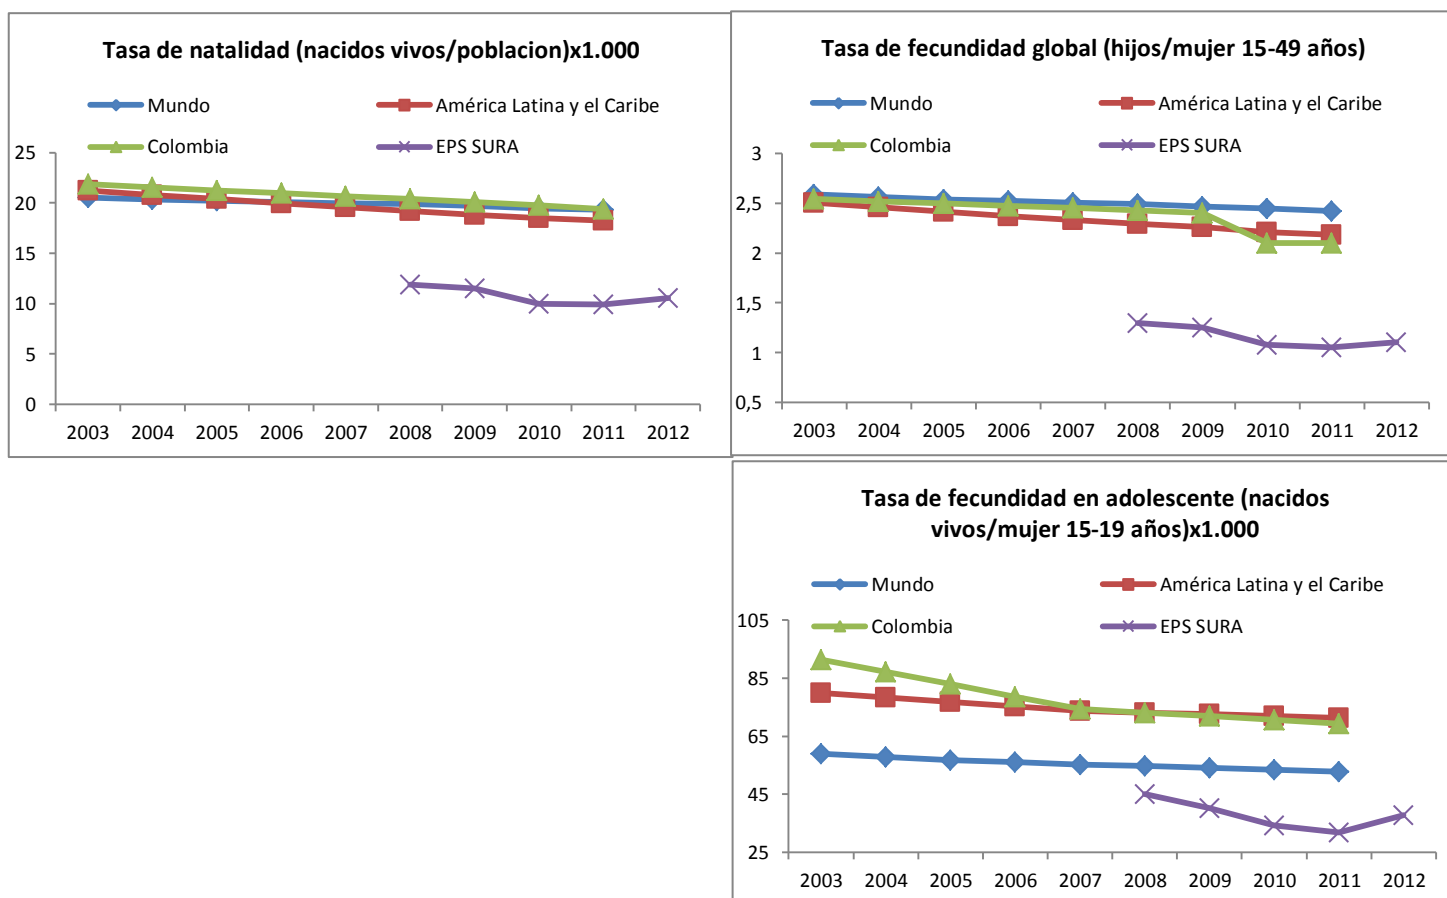 Tasa de natalidad (nacidos vivos/poblacion)x1.000
Mundo
América Latina y el Caribe
Colombia
EPS SURA
25
20
15
10
5
0
2003 2004 2005 2006 2007 2008 2009 2010 2011 2012
Tasa de fecundidad global (hijos/mujer 15-49 años)
Mundo
América Latina y el Caribe
Colombia
EPS SURA
3
2,5
2
1,5
1
0,5
2003 2004 2005 2006 2007 2008 2009 2010 2011 2012
Tasa de fecundidad en adolescente (nacidos
vivos/mujer 15-19 años)x1.000
Mundo
América Latina y el Caribe
Colombia
EPS SURA
105
85
65
45
25
2003 2004 2005 2006 2007 2008 2009 2010 2011 2012